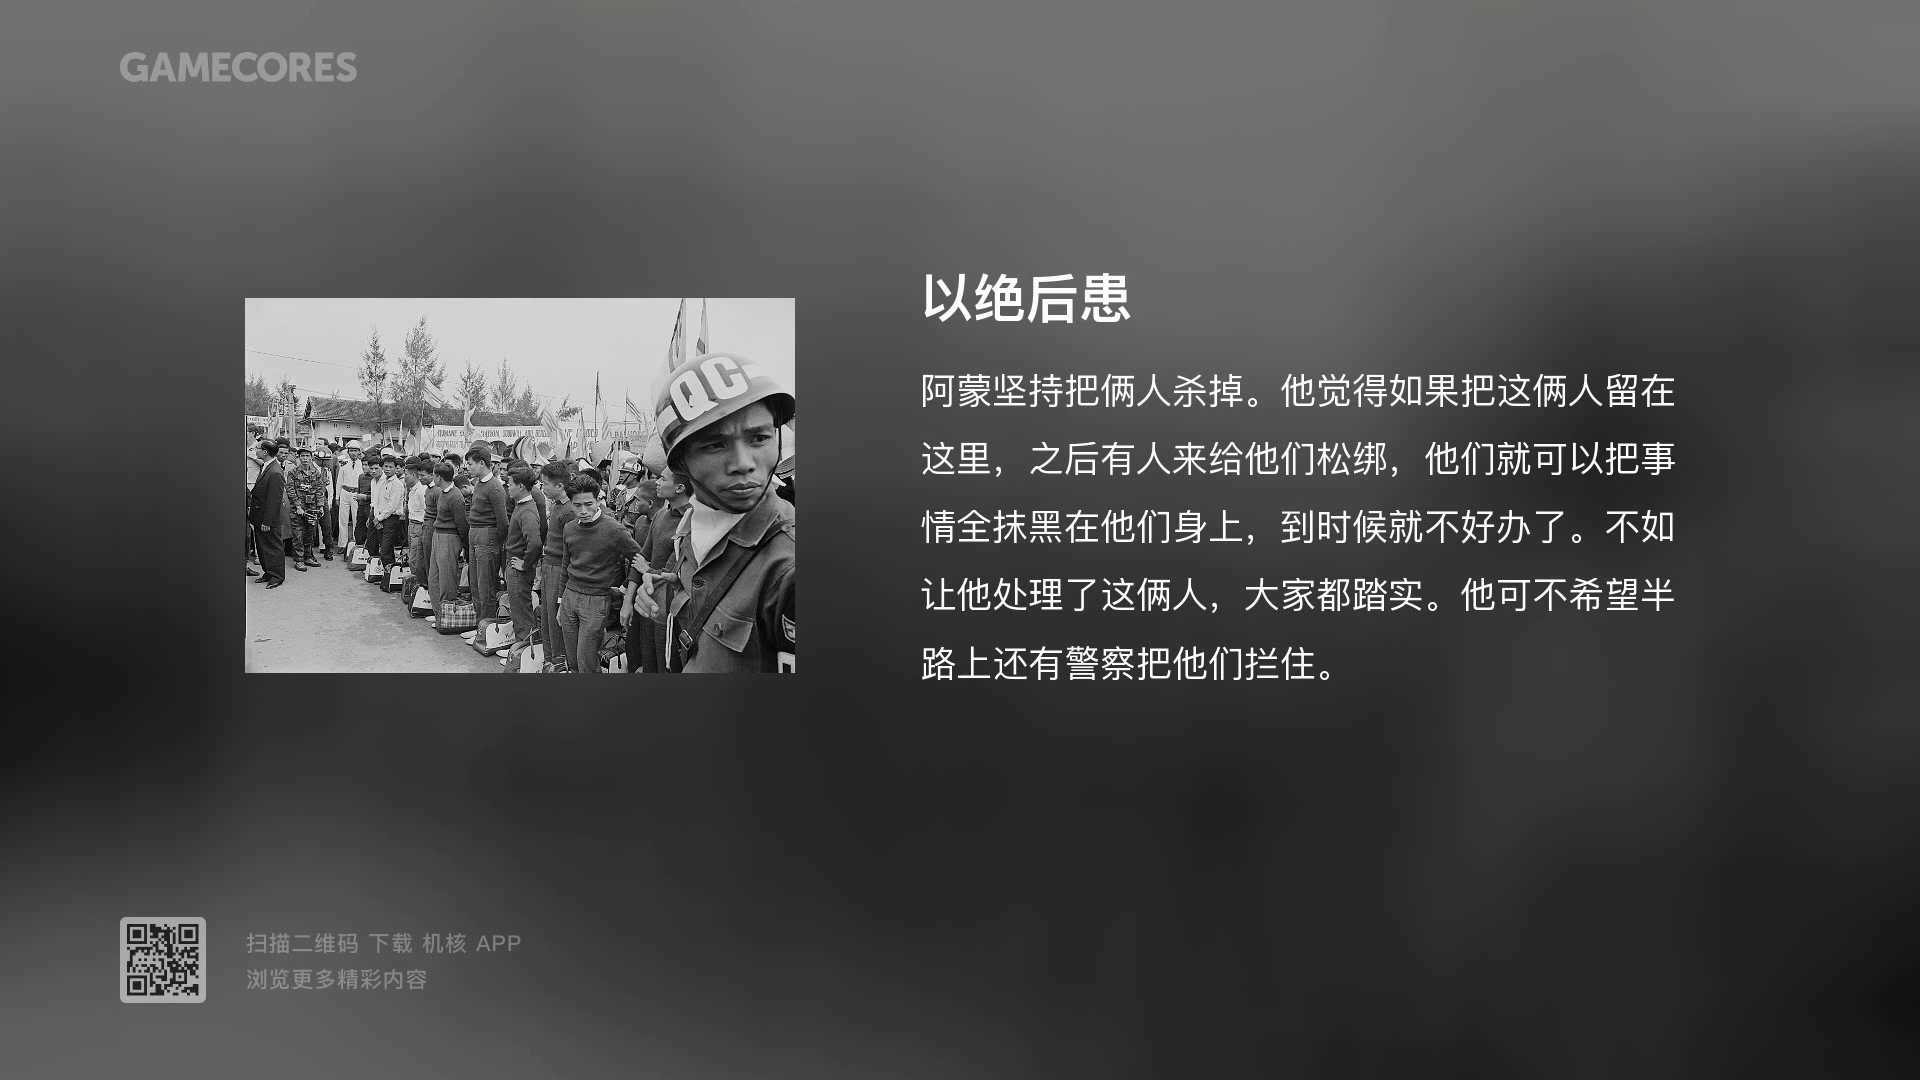 GAMECORES
以绝后患
阿蒙坚持把俩人杀掉。他觉得如果把这俩人留在
这里，之后有人来给他们松绑，他们就可以把事
情全抹黑在他们身上，到时候就不好办了。不如
让他处理了这俩人，大家都踏实。他可不希望半
路上还有警察把他们拦住。
QC
扫描二维码 下载 机核 APP
浏览更多精彩内容